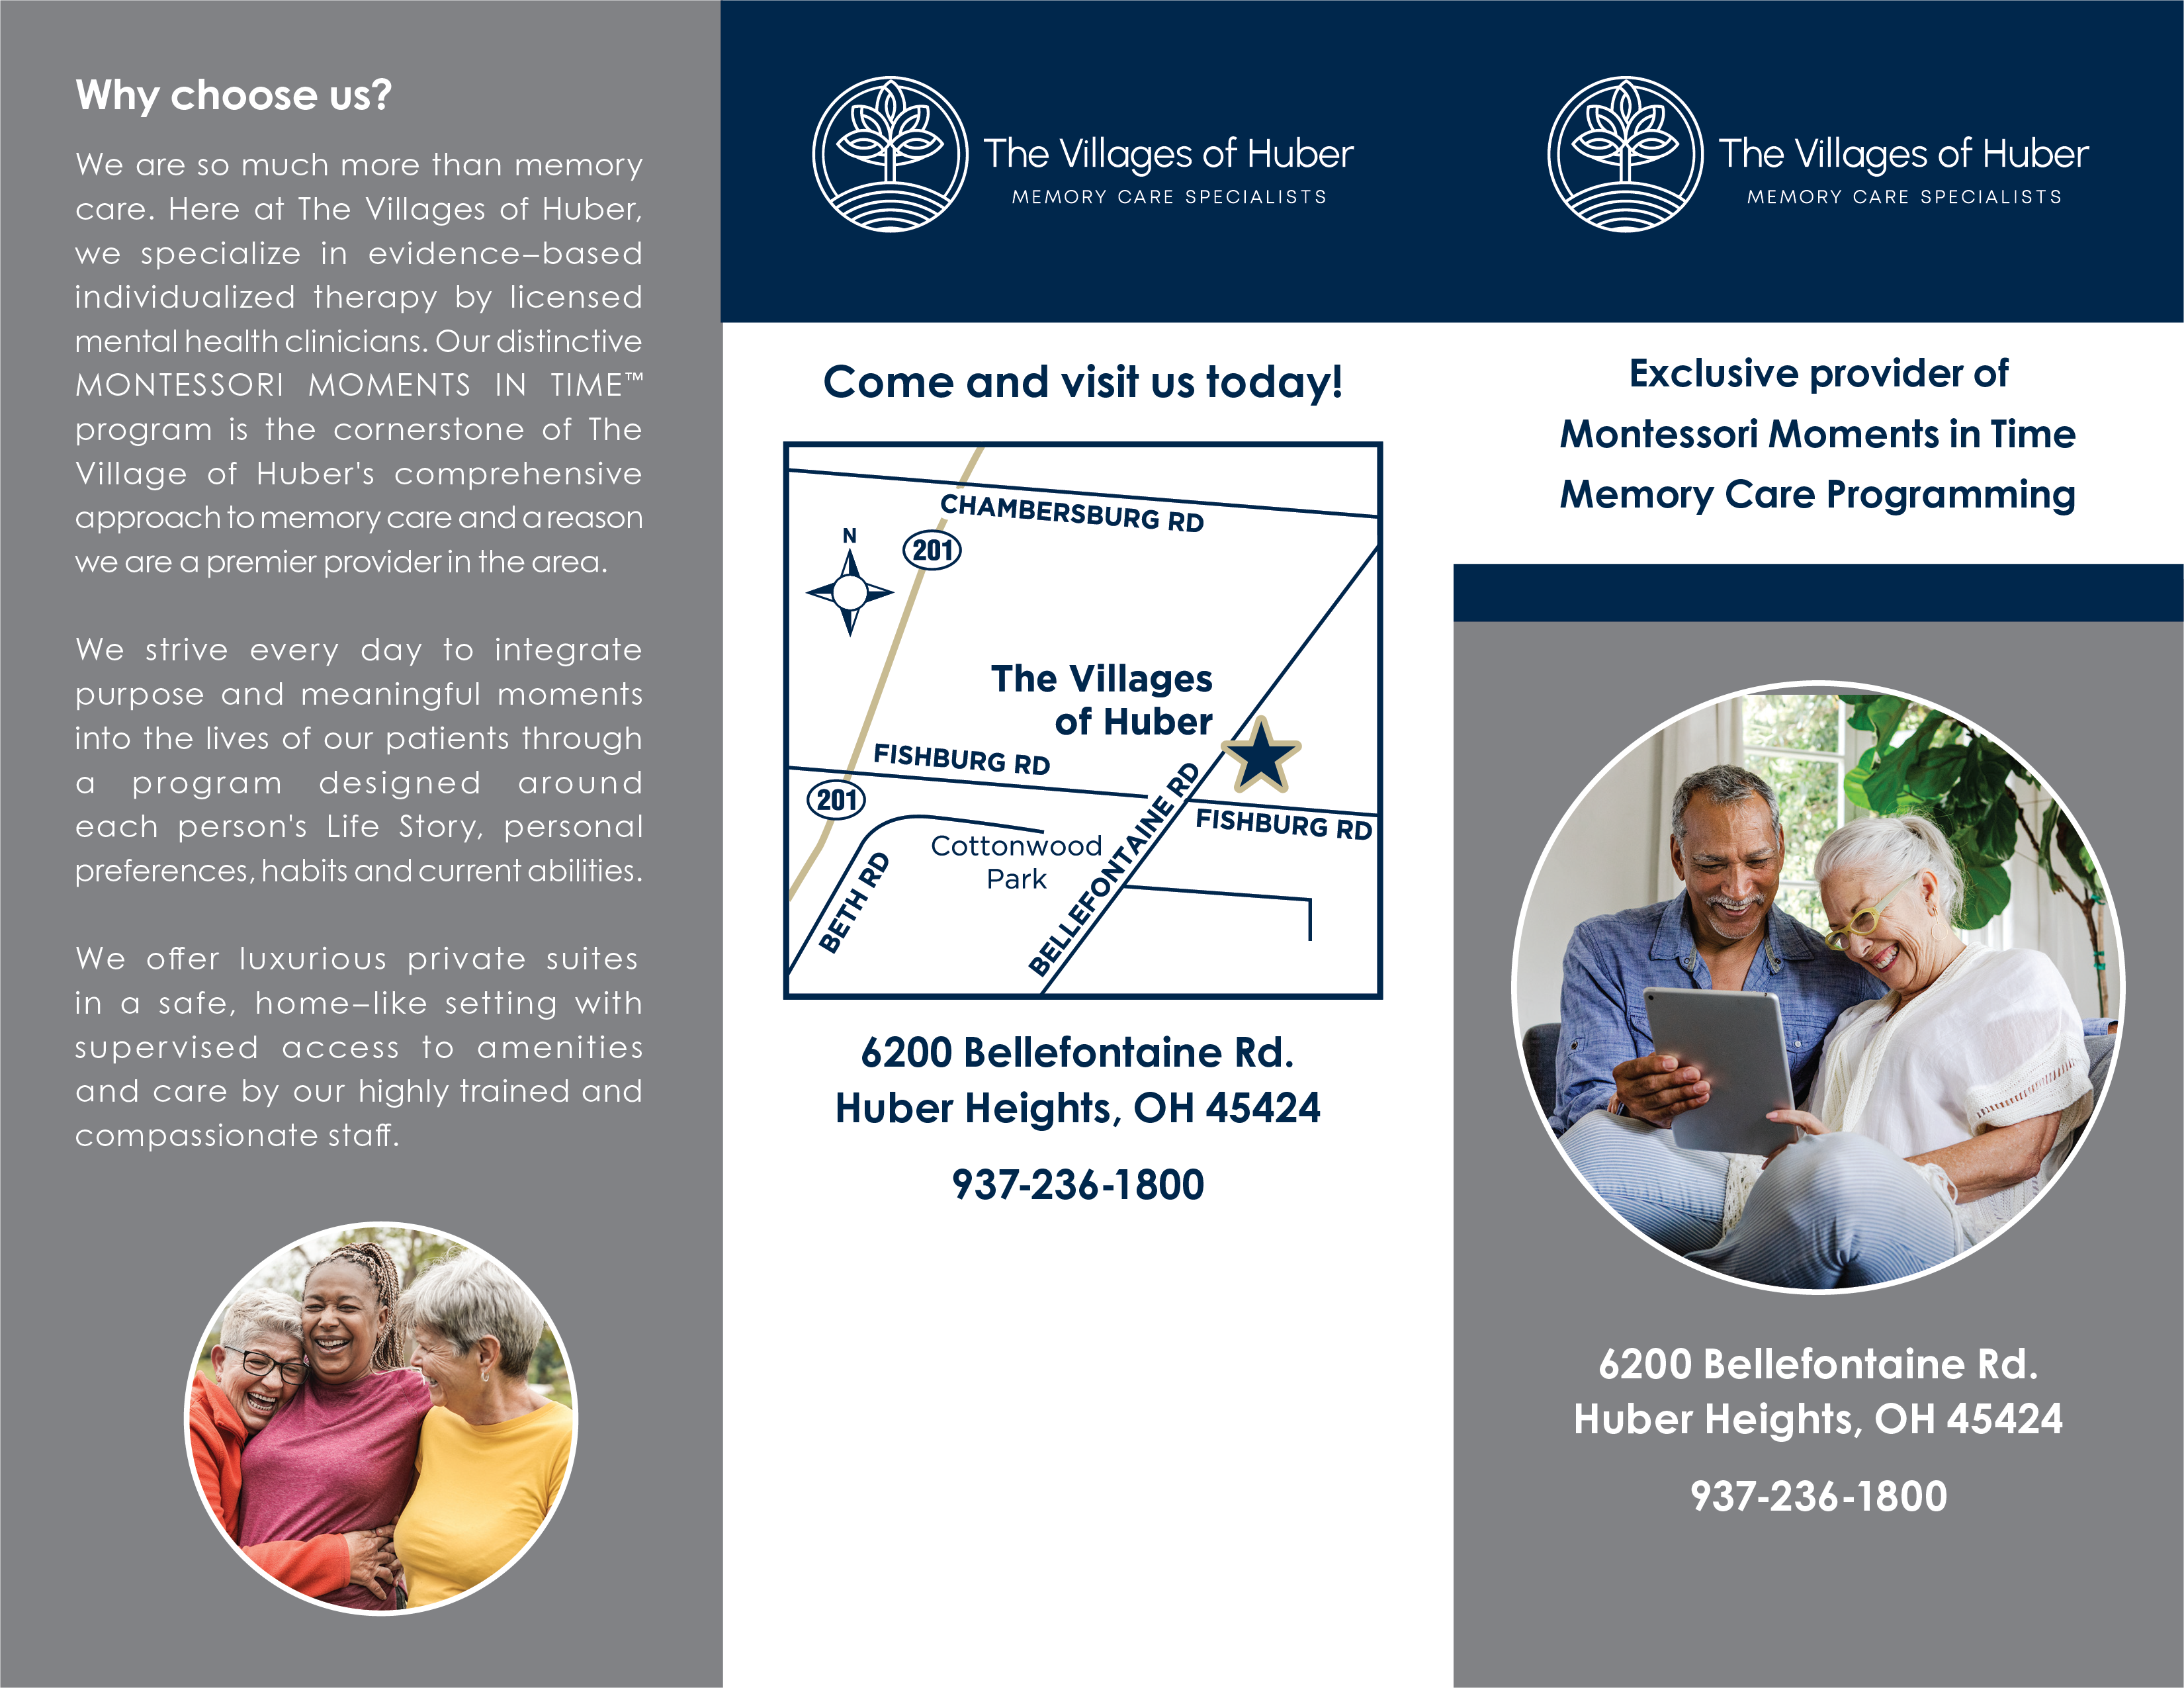 Why choose us?
We are so much more than memory
care. Here at The Villages of Huber,
we specialize in evidence–based
individualized therapy by licensed
mental health clinicians. Our distinctive
MONTESSORI MOMENTS IN TIME™
program is the cornerstone of The
Village of Huber's comprehensive
approach to memory care and a reason
we are a premier provider in the area.
We strive every day to integrate
purpose and meaningful moments
into the lives of our patients through
a program designed around
each person's Life Story, personal
preferences, habits and current abilities.
We offer luxurious private suites
in a safe, home–like setting with
supervised access to amenities
and care by our highly trained and
compassionate staff.
The Villages of Huber
MEMORY CARE SPECIALISTS
Come and visit us today!
CHAMBERSBURG RD
N
201
The Villages
of Huber
FISHBURG RD
201
BELLEFONTAINE RD
FISHBURG RD
Cottonwood
Park
BETH RD
6200 Bellefontaine Rd.
Huber Heights, OH 45424
937-236-1800
The Villages of Huber
MEMORY CARE SPECIALISTS
Exclusive provider of
Montessori Moments in Time
Memory Care Programming
6200 Bellefontaine Rd.
Huber Heights, OH 45424
937-236-1800